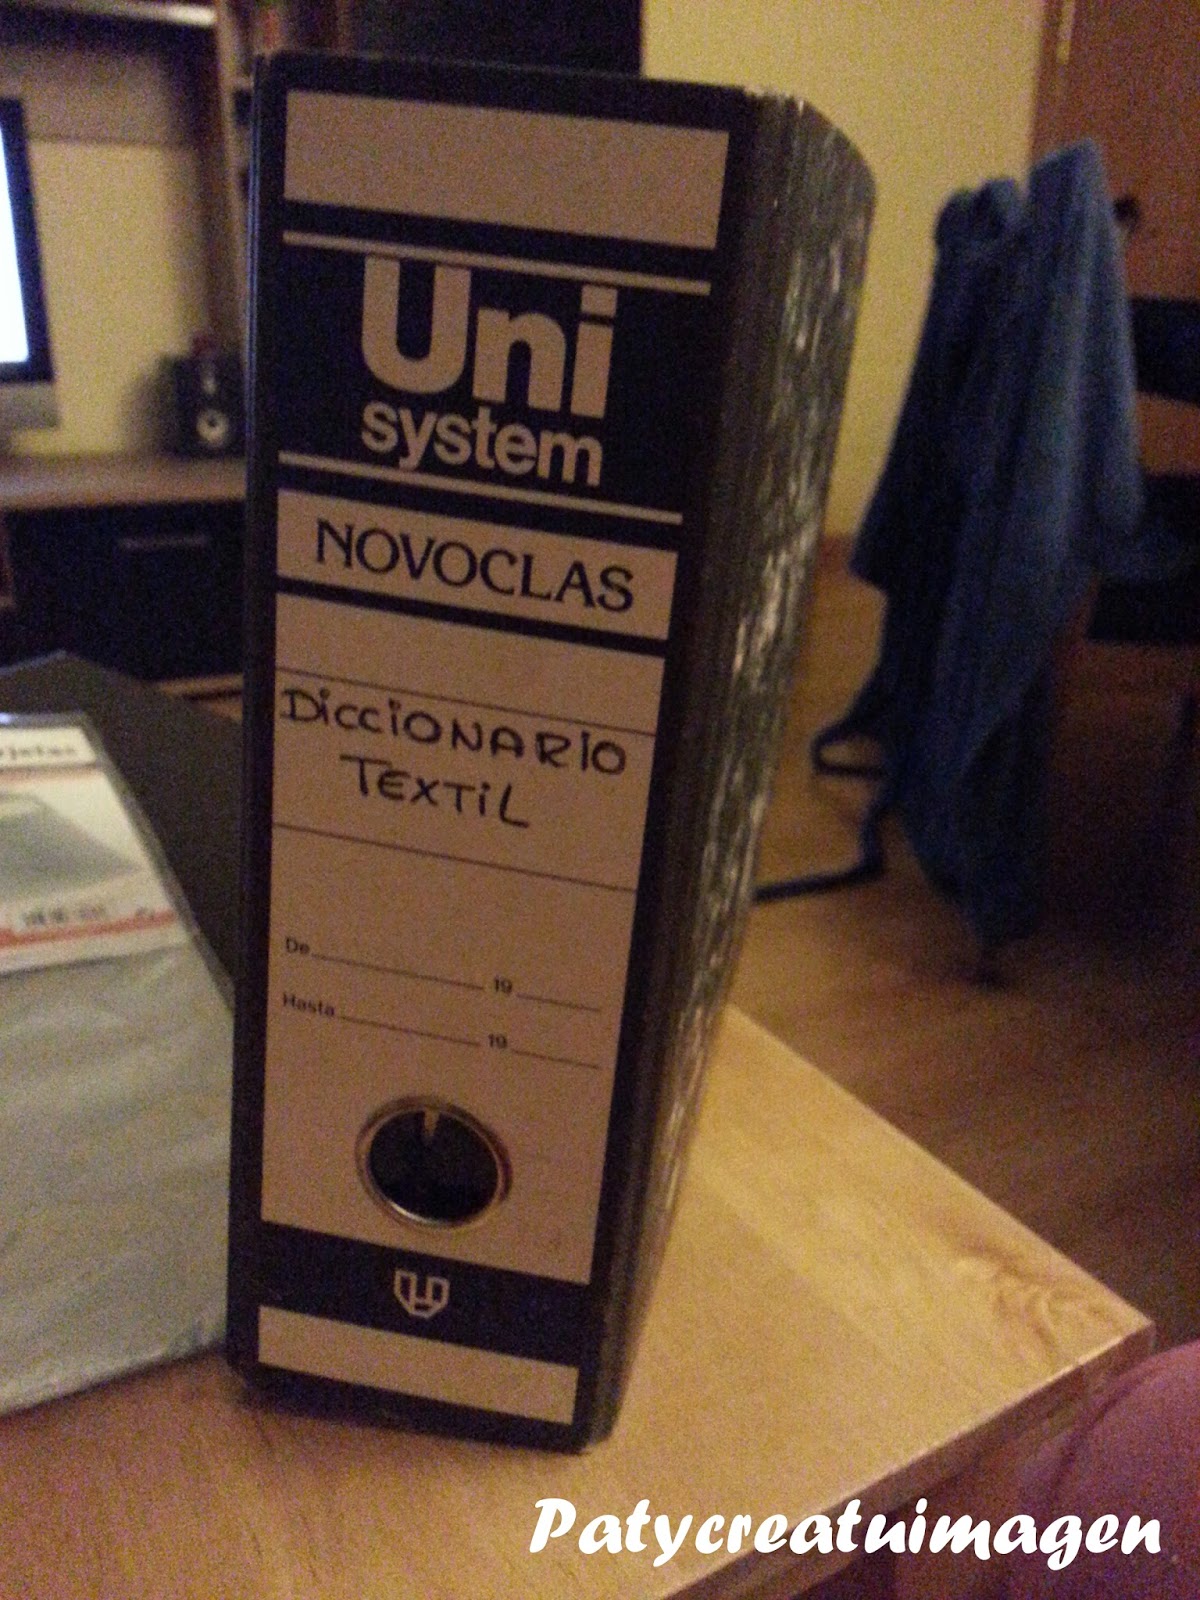 Uni
system
NOVOCLAS
DicciONARIO
TEXTiL
De 19
Hasta 19
Patycreatuimagen